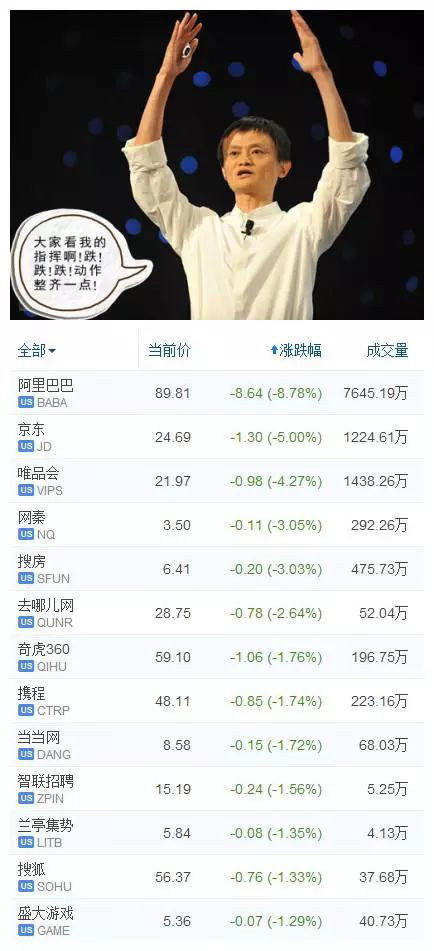 大家看我的
指挥啊!跌!
跌!跌!动作
整齐一点!
全部 当前价 涨跌幅 成交量
阿里巴巴 89.81 -8.64 (-8.78%) 7645.19万
US BABA
京东 24.69 -1.30 (-5.00%) 1224.61万
US JD
唯品会 21.97 -0.98 (-4.27%) 1438.26万
US VIPS
网秦 3.50 -0.11 (-3.05%) 292.26万
US NQ
搜房 6.41 -0.20 (-3.03%) 475.73万
US SFUN
去哪儿网 28.75 -0.78 (-2.64%) 52.04万
US QUNR
奇虎360 59.10 -1.06 (-1.76%) 196.75万
US QIHU
携程 48.11 -0.85 (-1.74%) 223.16万
US CTRP
当当网 8.58 -0.15 (-1.72%) 68.03万
US DANG
智联招聘 15.19 -0.24 (-1.56%) 5.25万
US ZPIN
兰亭集势 5.84 -0.08 (-1.35%) 4.13万
US LITB
搜狐 56.37 -0.76 (-1.33%) 37.68万
US SOHU
盛大游戏 5.36 -0.07 (-1.29%) 40.73万
US GAME